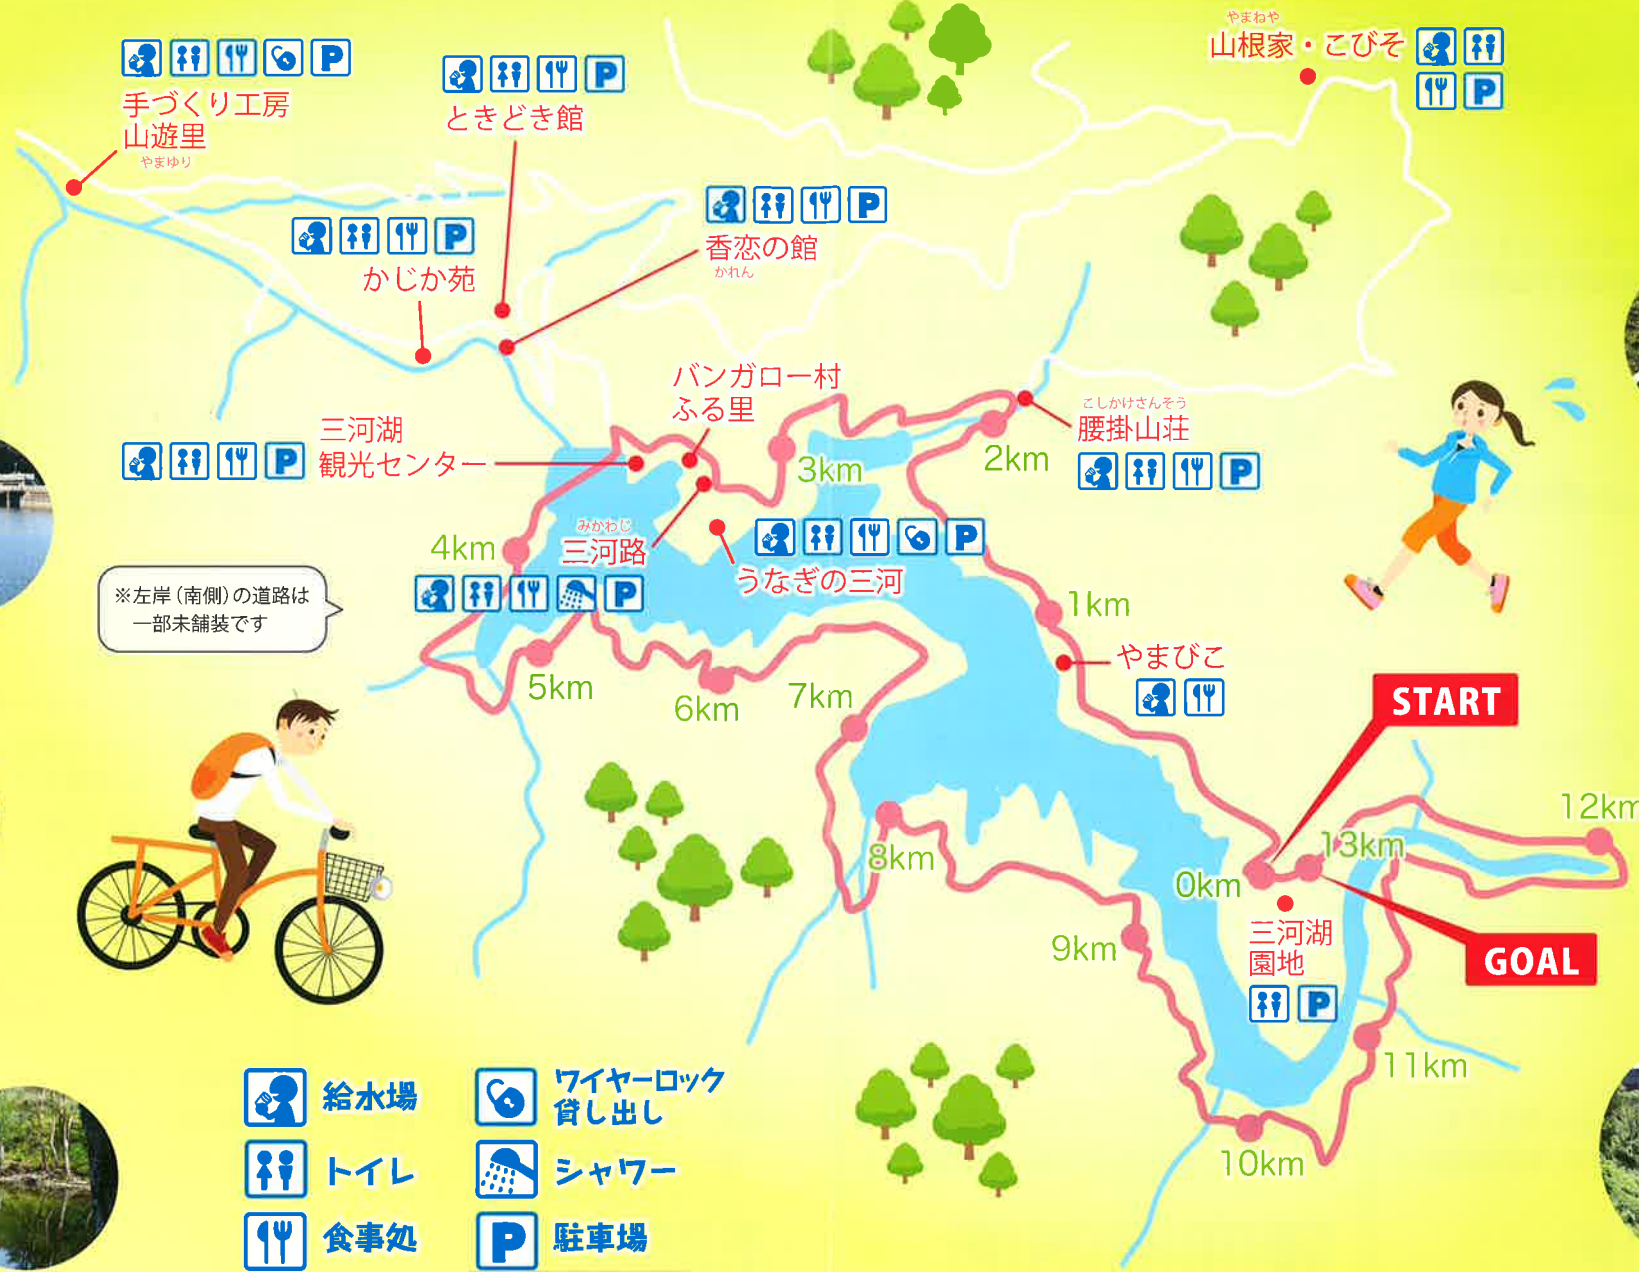 やまねや
山根家・こびそ
P
P
手づくり工房
山遊里
やまゆり
P
ときどき館
P
香恋の館
かれん
P
かじか苑
バンガロー村
ふる里
三河湖
観光センター
P
こしかけさんそう
腰掛山荘
P
2km
3km
4km
みかわじ
三河路
P
うなぎの三河
P
※左岸（南側）の道路は
一部未舗装です
1km
やまびこ
5km
6km
7km
START
12km
13km
8km
0km
三河湖
園地
P
9km
GOAL
11km
10km
給水場
ワイヤーロック
貸し出し
トイレ
シャワー
食事処
P
駐車場